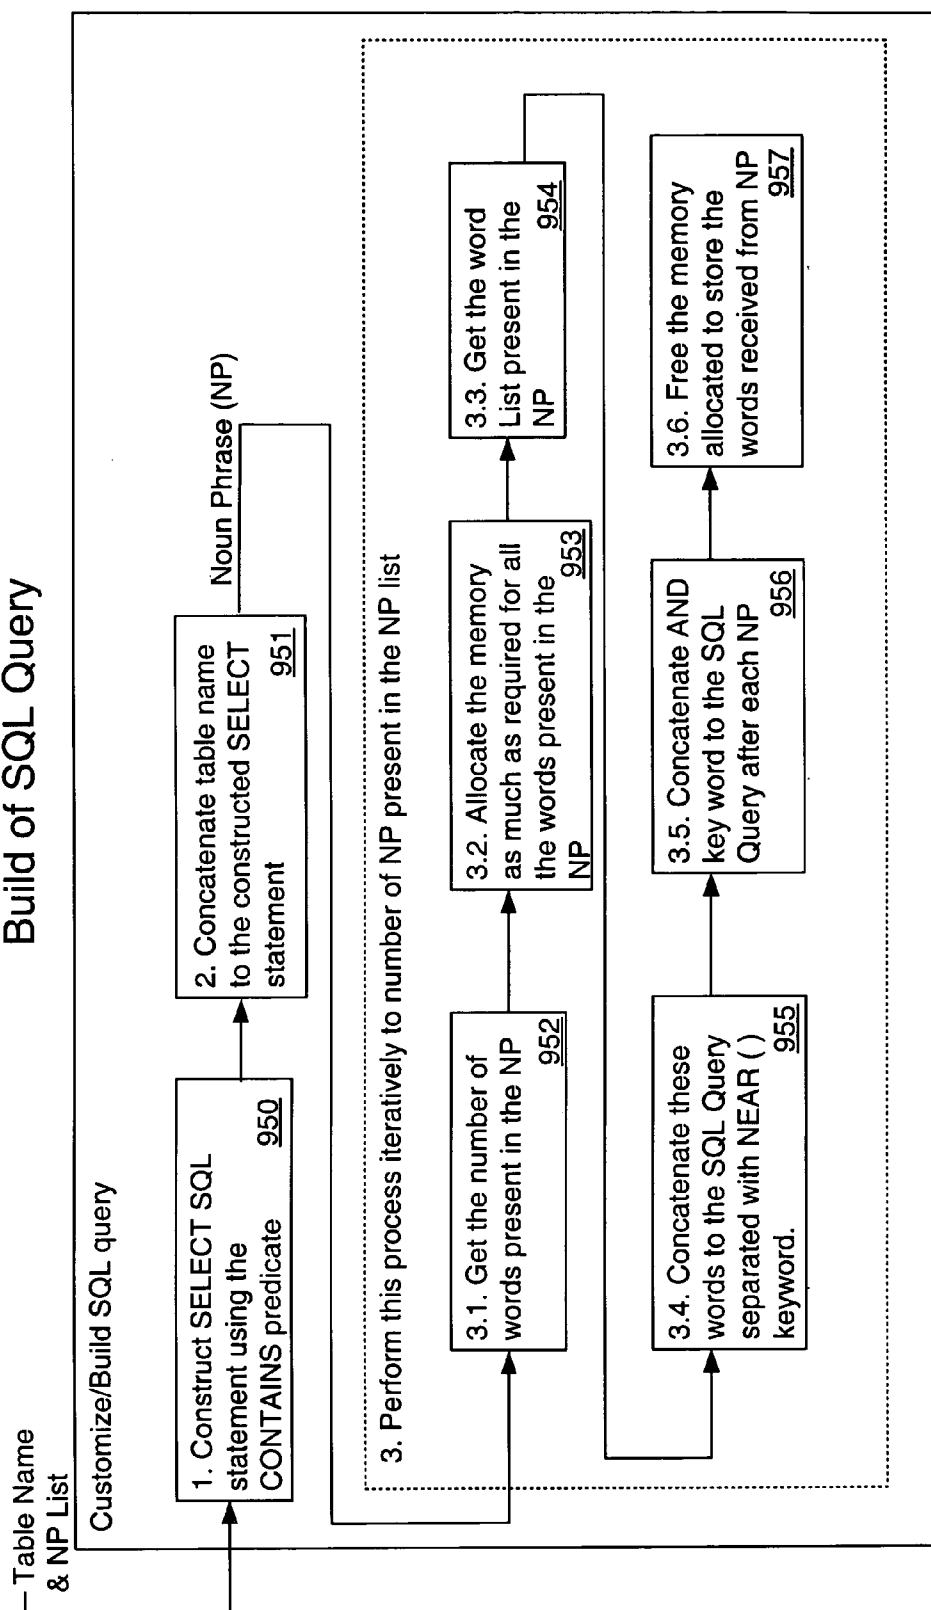 Build of SQL Query
Table Name
& NP List
Customize/Build SQL query
1. Construct SELECT SQL
statement using the
CONTAINS predicate 950
2. Concatenate table name
to the constructed SELECT
statement 951
Noun Phrase (NP)
3. Perform this process iteratively to number of NP present in the NP list
3.1. Get the number of
words present in the NP
952
3.2. Allocate the memory
as much as required for all
the words present in the
NP 953
3.3. Get the word
List present in the
NP 954
3.4. Concatenate these
words to the SQL Query
separated with NEAR ( )
keyword. 955
3.5. Concatenate AND
key word to the SQL
Query after each NP
956
3.6. Free the memory
allocated to store the
words received from NP
957